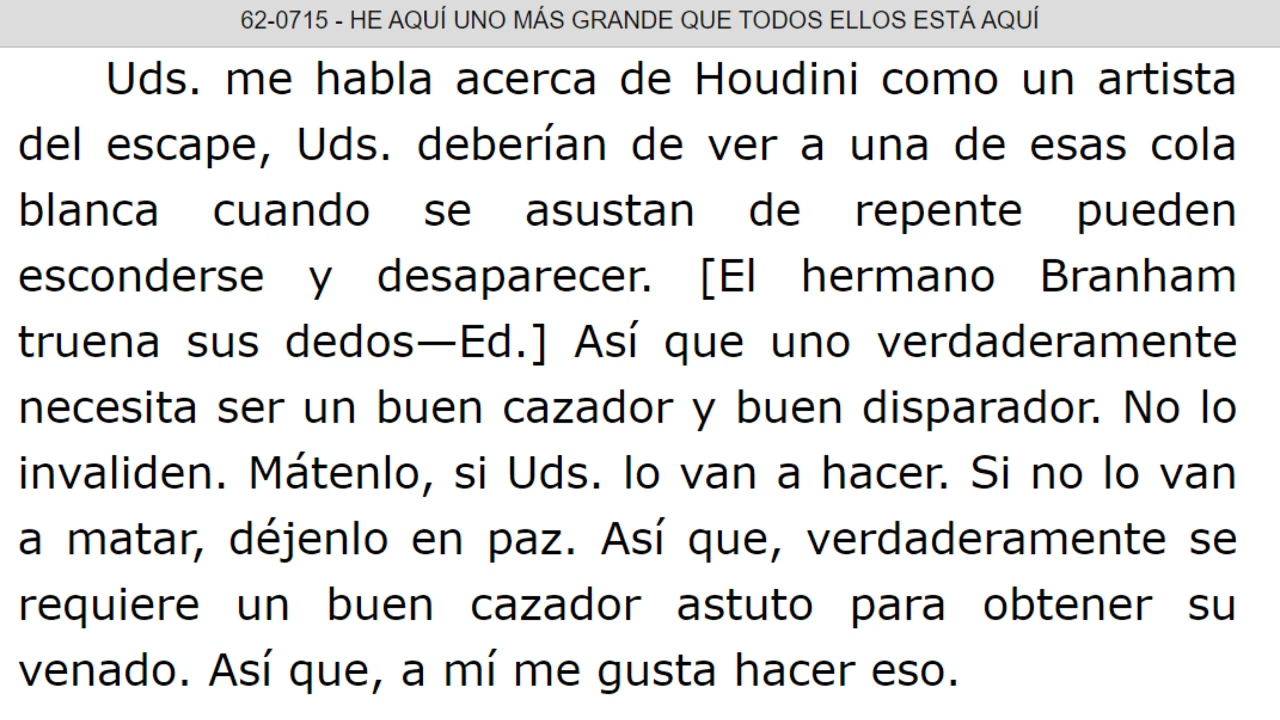 62-0715 - HE AQUÍ UNO MÁS GRANDE QUE TODOS ELLOS ESTÁ AQUÍ
Uds. me habla acerca de Houdini como un artista
del escape, Uds. deberían de ver a una de esas cola
blanca cuando se asustan de repente pueden
esconderse y desaparecer. [El hermano Branham
truena sus dedos—Ed.] Así que uno verdaderamente
necesita ser un buen cazador y buen disparador. No lo
invaliden. Mátenlo, si Uds. lo van a hacer. Si no lo van
a matar, déjenlo en paz. Así que, verdaderamente se
requiere un buen cazador astuto para obtener su
venado. Así que, a mí me gusta hacer eso.